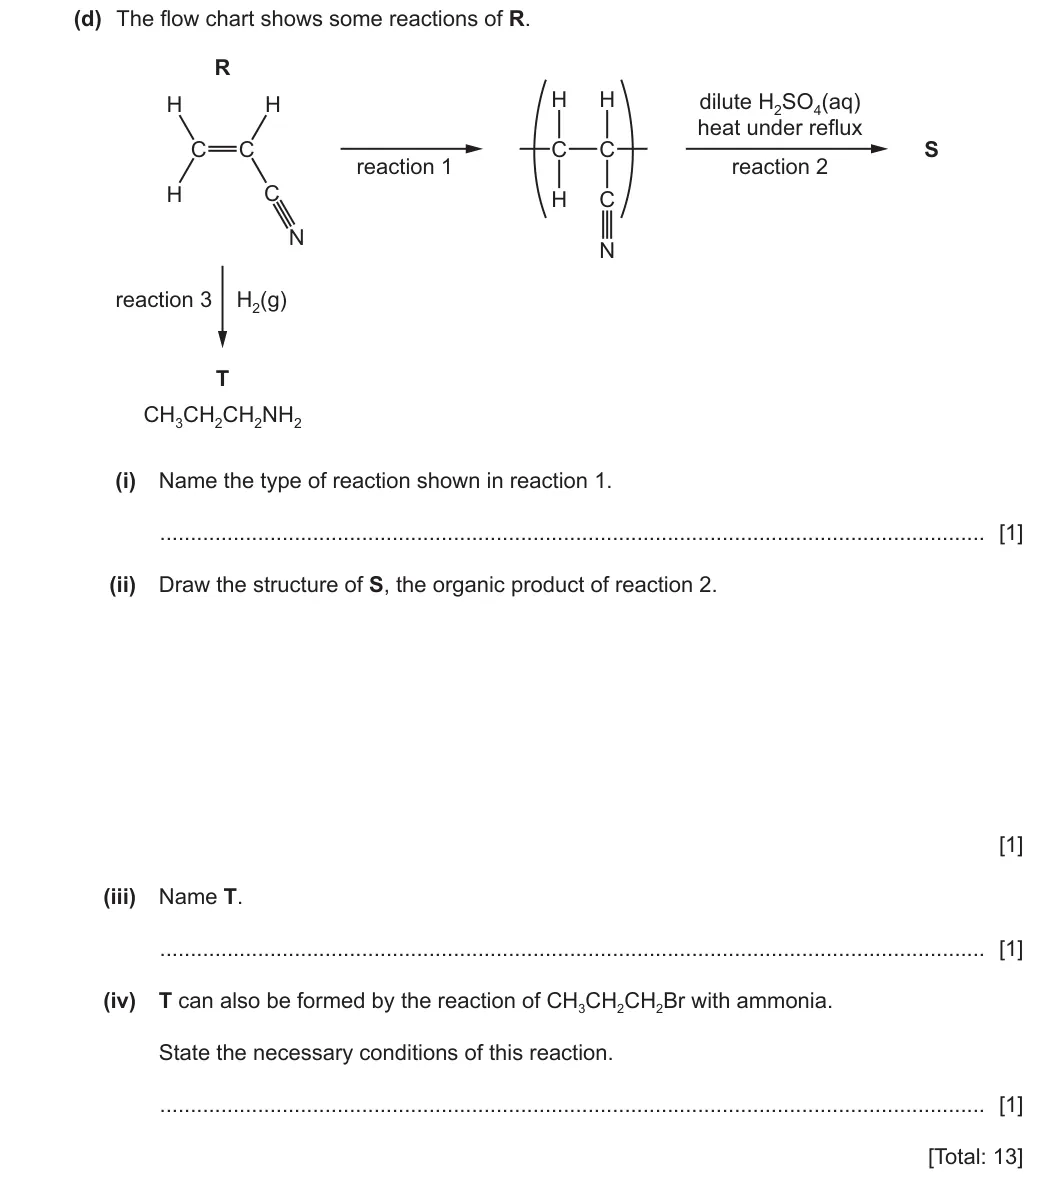 (d) The flow chart shows some reactions of R.
R
H H H H
dilute H₂SO₄(aq)
heat under reflux
C C C C S
reaction 1 reaction 2
H C H C
N N
reaction 3 H₂(g)
T
CH₃CH₂CH₂NH₂
(i) Name the type of reaction shown in reaction 1.
.......................................................................................................................................... [1]
(ii) Draw the structure of S, the organic product of reaction 2.
[1]
(iii) Name T.
.......................................................................................................................................... [1]
(iv) T can also be formed by the reaction of CH₃CH₂CH₂Br with ammonia.
State the necessary conditions of this reaction.
.......................................................................................................................................... [1]
[Total: 13]